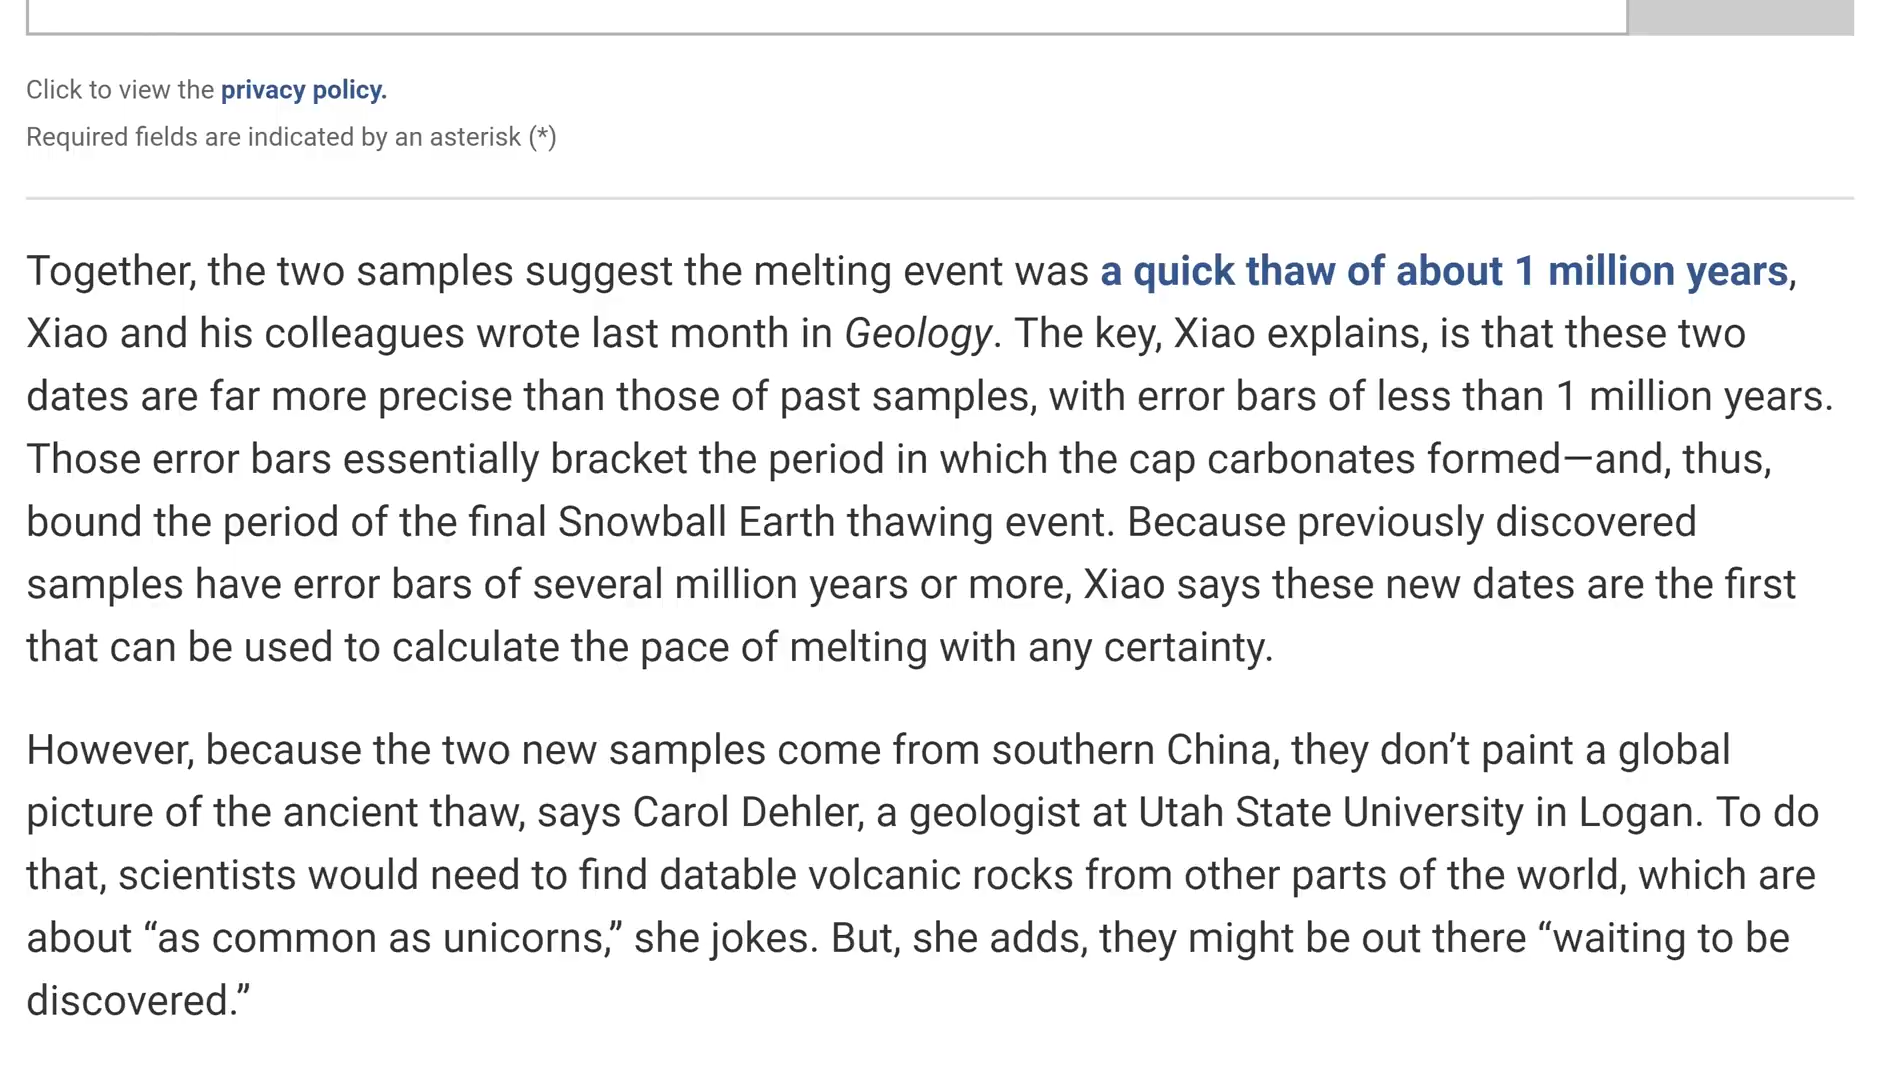 Click to view the privacy policy.
Required fields are indicated by an asterisk (*)
Together, the two samples suggest the melting event was a quick thaw of about 1 million years,
Xiao and his colleagues wrote last month in Geology. The key, Xiao explains, is that these two
dates are far more precise than those of past samples, with error bars of less than 1 million years.
Those error bars essentially bracket the period in which the cap carbonates formed—and, thus,
bound the period of the final Snowball Earth thawing event. Because previously discovered
samples have error bars of several million years or more, Xiao says these new dates are the first
that can be used to calculate the pace of melting with any certainty.
However, because the two new samples come from southern China, they don’t paint a global
picture of the ancient thaw, says Carol Dehler, a geologist at Utah State University in Logan. To do
that, scientists would need to find datable volcanic rocks from other parts of the world, which are
about “as common as unicorns,” she jokes. But, she adds, they might be out there “waiting to be
discovered.”